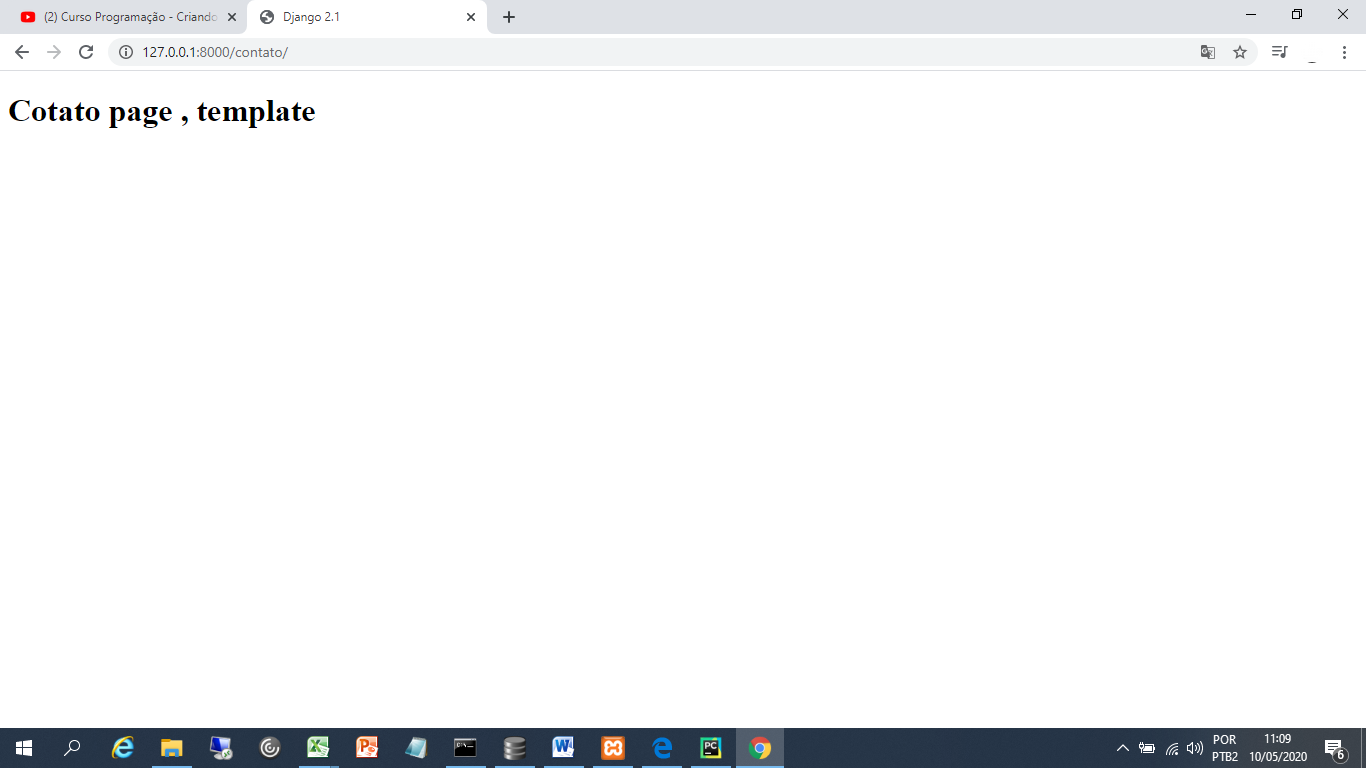 (2) Curso Programação - Criando
Django 2.1
127.0.0.1:8000/contato/
Cotato page , template
POR
PTB2
11:09
10/05/2020
6